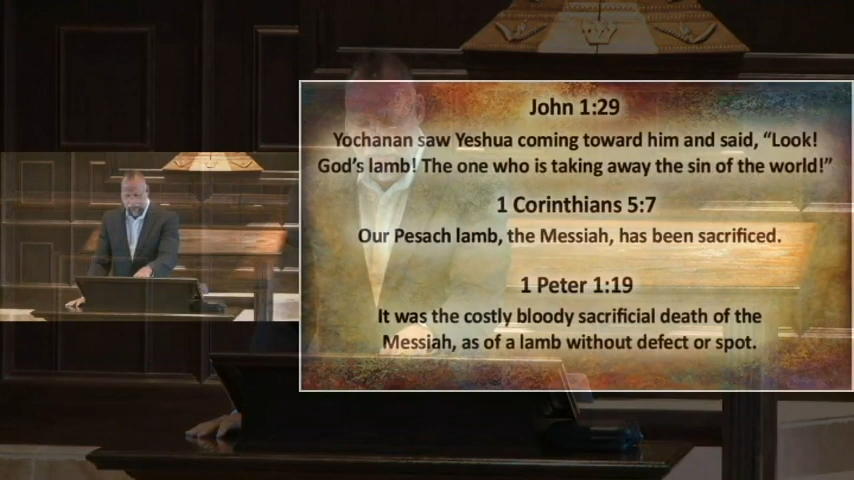 John 1:29
Yochanan saw Yeshua coming toward him and said, “Look!
God’s lamb! The one who is taking away the sin of the world!”
1 Corinthians 5:7
Our Pesach lamb, the Messiah, has been sacrificed.
1 Peter 1:19
It was the costly bloody sacrificial death of the
Messiah, as of a lamb without defect or spot.